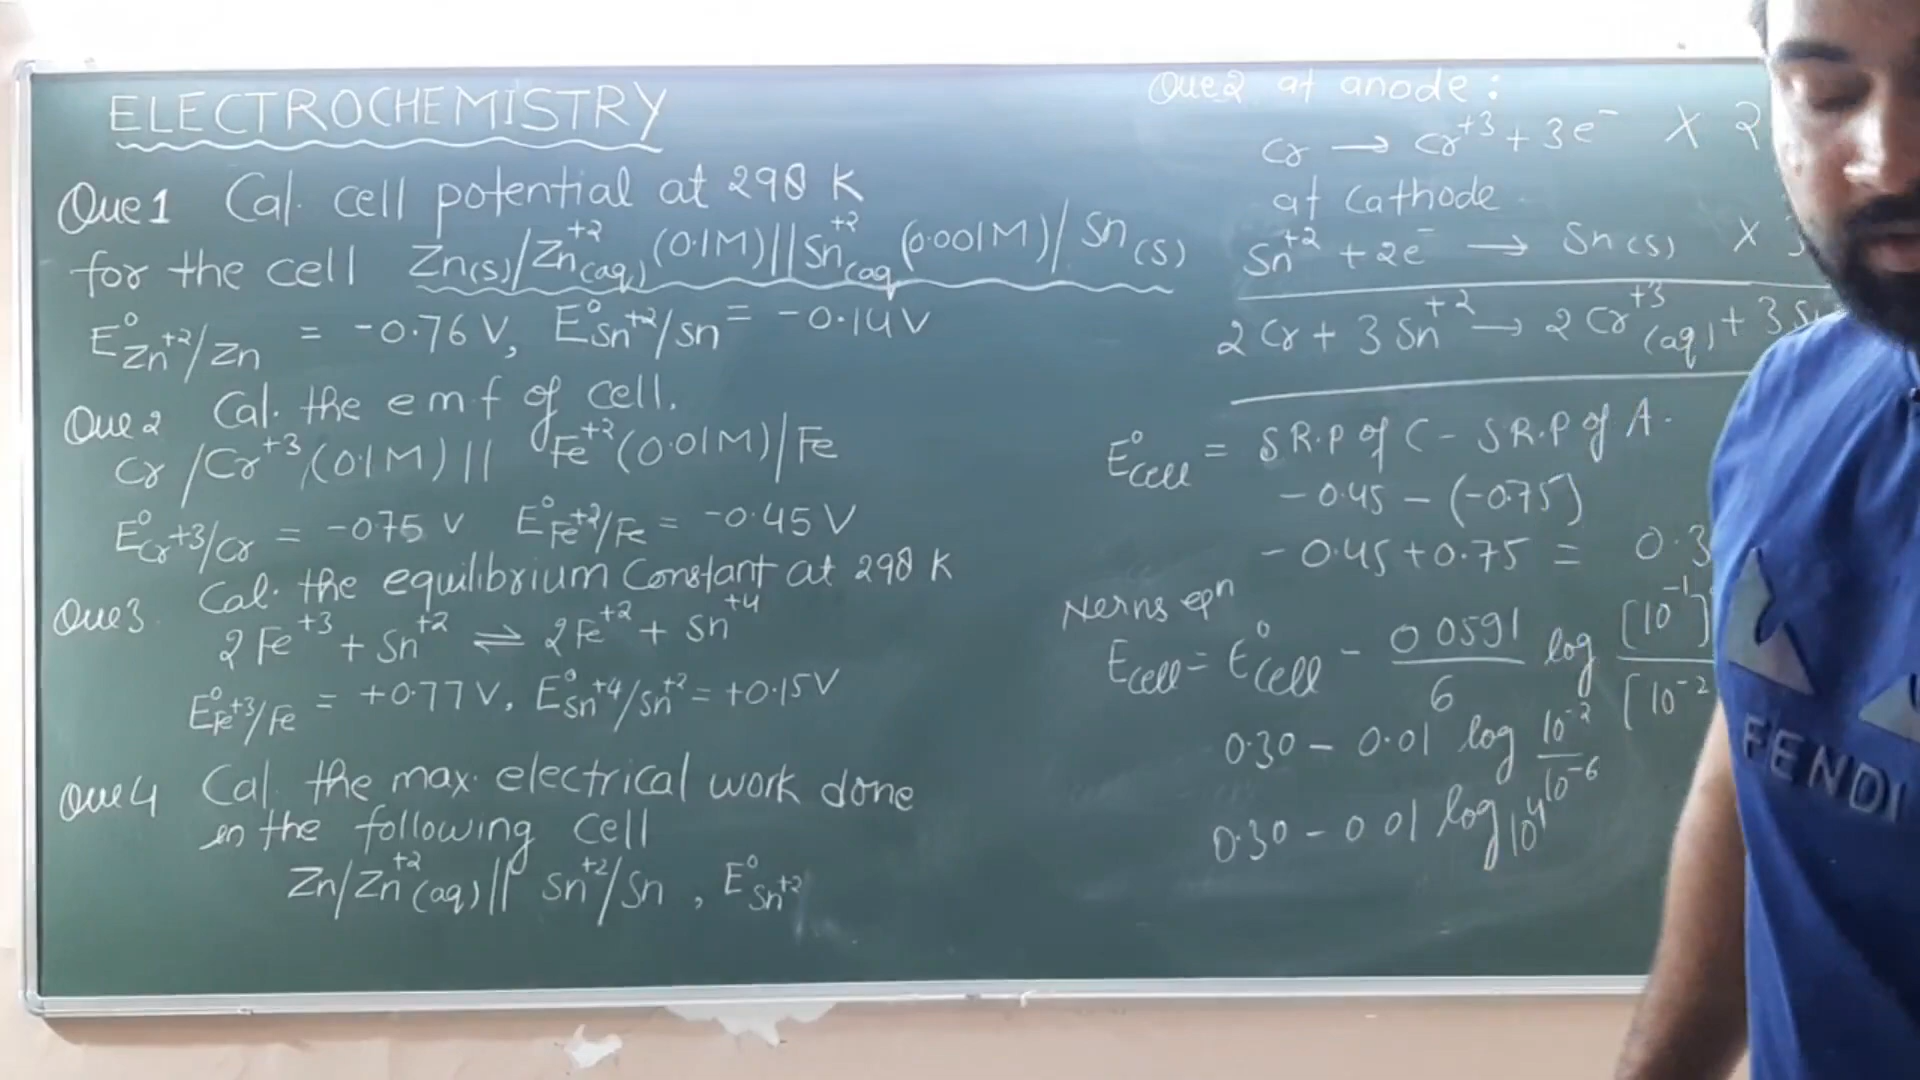 ELECTROCHEMISTRY
Que 1 Cal. cell potential at 298 K
for the cell Zn(s)/Zn+2(aq) (0.1M)||Sn+2(aq (0.001M)/Sn(s)
E°Zn+2/Zn = -0.76 V, E°Sn+2/sn = -0.14V
Que 2 Cal. the emf of cell.
Cr/Cr+3(0.1M)|| Fe+2(0.01M)/Fe
E°Cr+3/Cr = -0.75 V E°Fe+2/Fe = -0.45 V
Que 3 Cal. the equilibrium Constant at 298 K
2Fe+3 + Sn+2 ⇌ 2Fe+2 + Sn+4
E°Fe+3/Fe = +0.77V, E°Sn+4/Sn+2 = +0.15V
Que 4 Cal. the max. electrical work done
in the following cell
Zn/Zn+2(aq)|| Sn+2/Sn, E°Sn+2
Que 2 at anode:
Cr → Cr+3 + 3e- X 2
at Cathode
Sn+2 + 2e- → Sn(s) X
2Cr + 3Sn+2 → 2Cr+3(aq) + 3
E°Cell = S.R.P of C - S.R.P of A.
-0.45 - (-0.75)
-0.45 + 0.75 = 0.3
Nerns eqn
ECell = E°Cell - 0.0591/6 log [10-1]/[10-2
0.30 - 0.01 log 10-2/10-6
0.30 - 0.01 log 10 4
FENDI